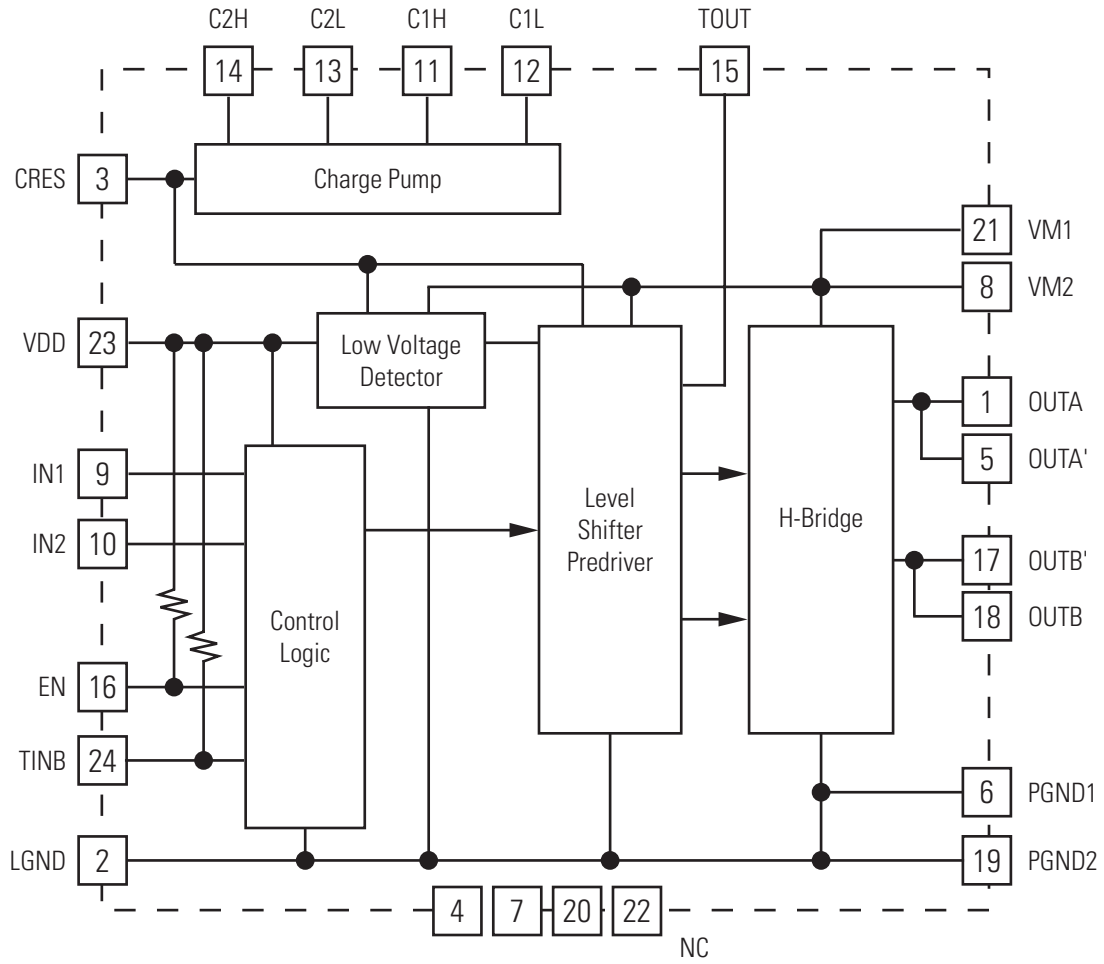 C2H C2L C1H C1L TOUT
14 13 11 12 15
CRES 3
Charge Pump
21 VM1
8 VM2
VDD 23
Low Voltage
Detector
1 OUTA
5 OUTA'
IN1 9
IN2 10
Level
Shifter
Predriver
H-Bridge
17 OUTB'
18 OUTB
Control
Logic
EN 16
TINB 24
6 PGND1
LGND 2
19 PGND2
4 7 20 22
NC